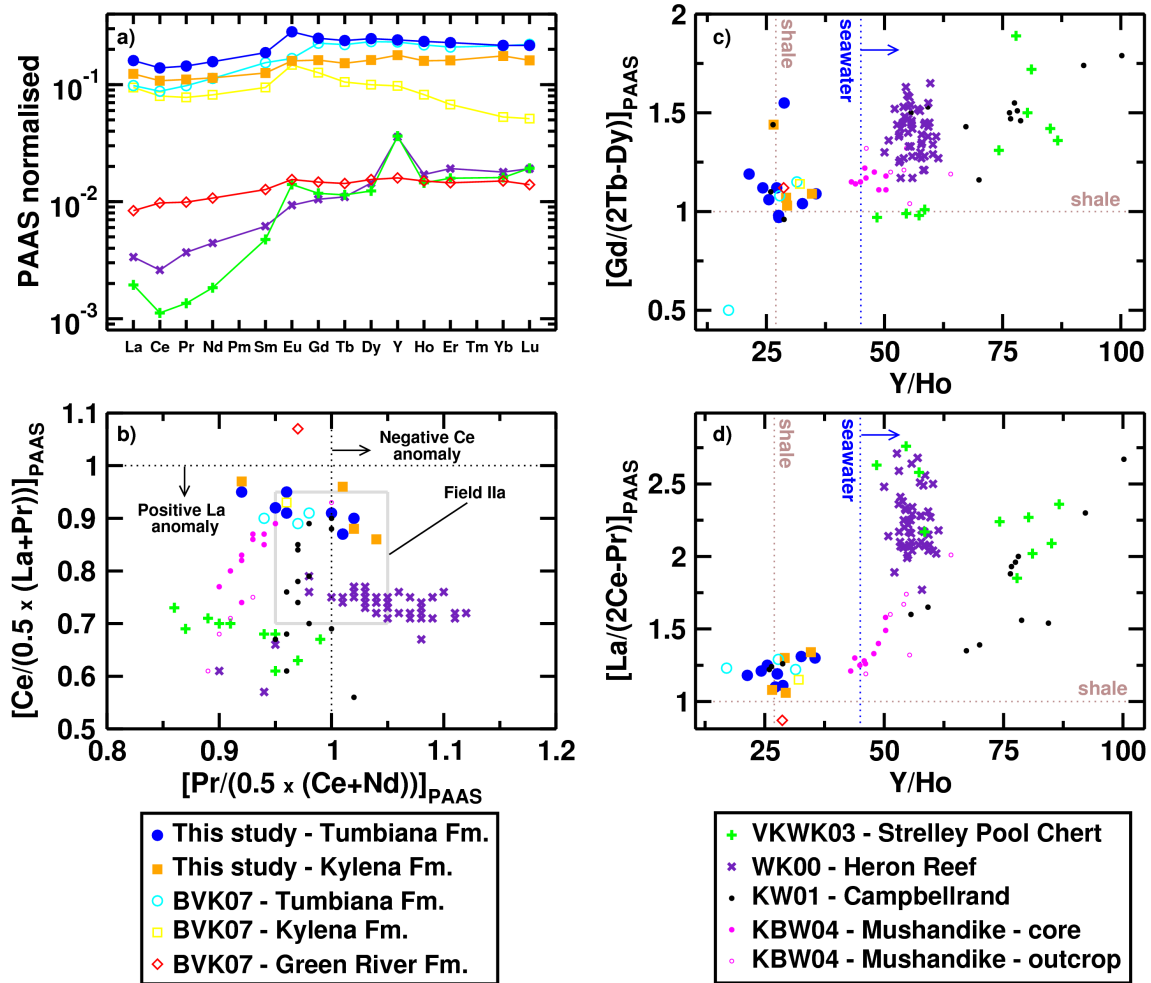 a)
PAAS normalised
10⁻¹
10⁻²
10⁻³
La Ce Pr Nd Pm Sm Eu Gd Tb Dy Y Ho Er Tm Yb Lu
c)
[Gd/(2Tb-Dy)]PAAS
2
1.5
1
0.5
shale
seawater
shale
25 50 75 100
Y/Ho
b)
[Ce/(0.5 x (La+Pr))]PAAS
1.1
1
0.9
0.8
0.7
0.6
0.5
Negative Ce
anomaly
Positive La
anomaly
Field IIa
0.8 0.9 1 1.1 1.2
[Pr/(0.5 x (Ce+Nd))]PAAS
d)
[La/(2Ce-Pr)]PAAS
2.5
2
1.5
1
shale
seawater
shale
25 50 75 100
Y/Ho
This study - Tumbiana Fm.
This study - Kylena Fm.
BVK07 - Tumbiana Fm.
BVK07 - Kylena Fm.
BVK07 - Green River Fm.
VKWK03 - Strelley Pool Chert
WK00 - Heron Reef
KW01 - Campbellrand
KBW04 - Mushandike - core
KBW04 - Mushandike - outcrop